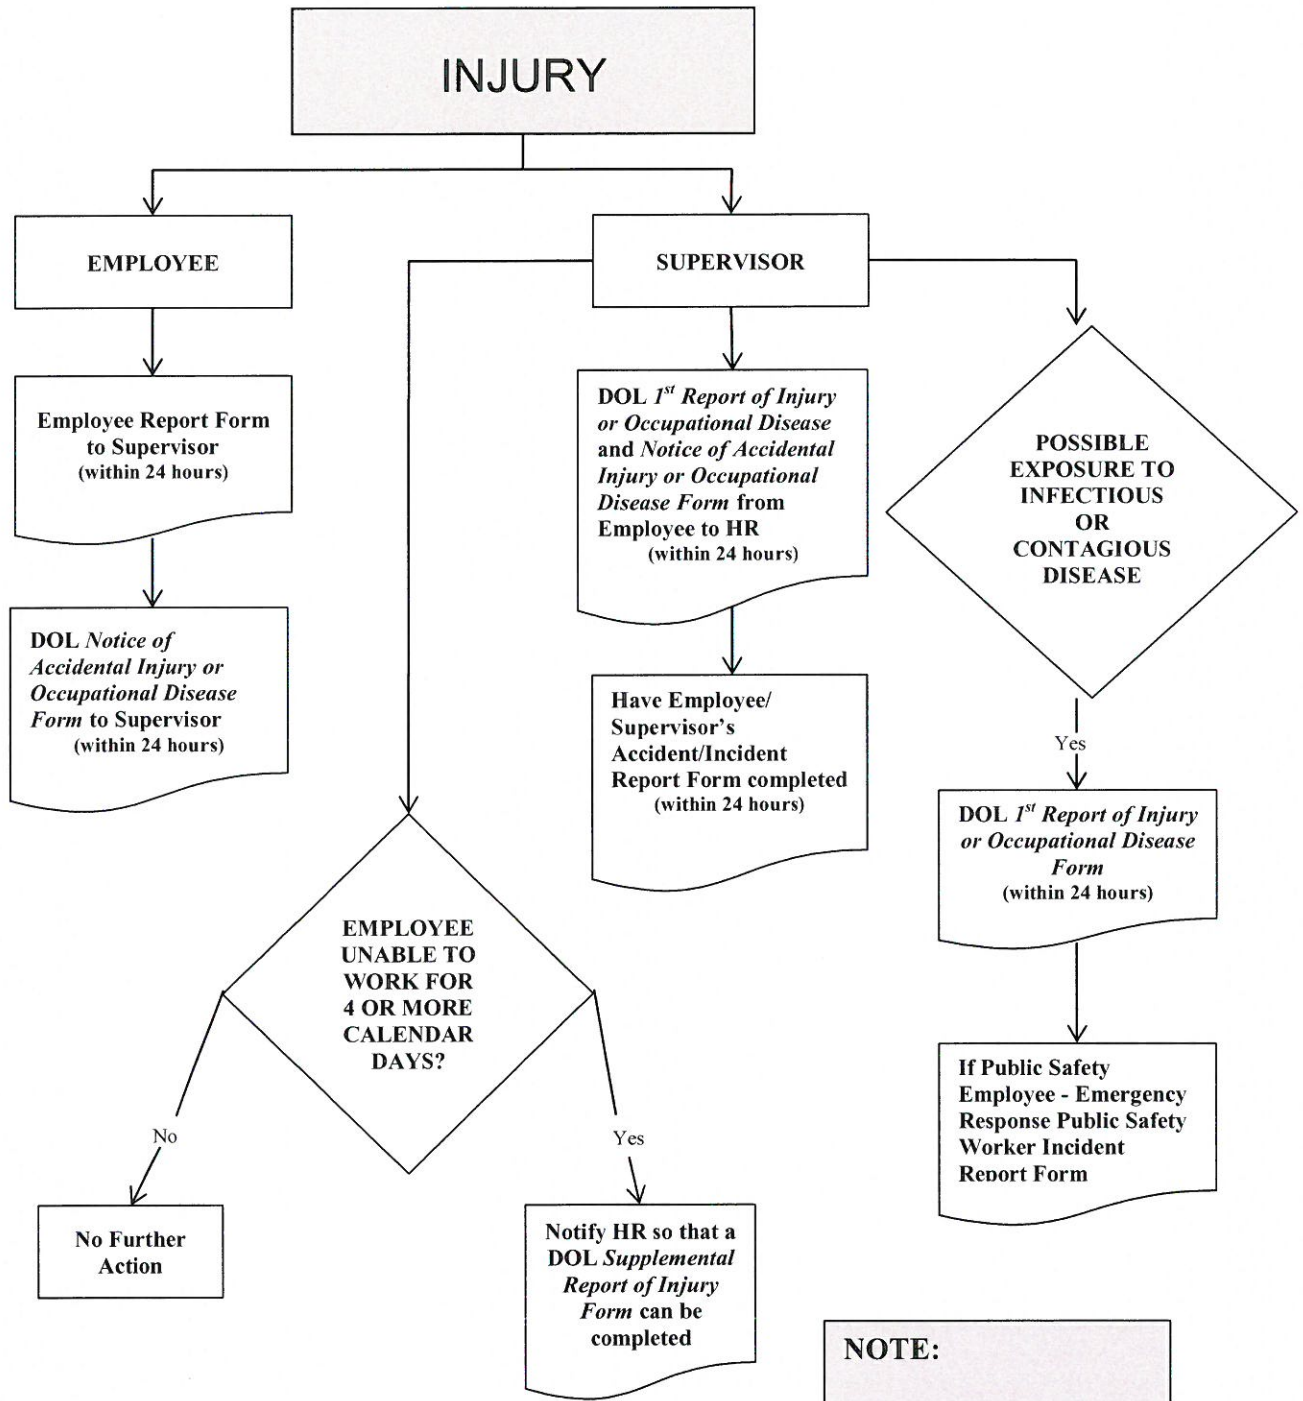 INJURY
EMPLOYEE
SUPERVISOR
Employee Report Form
to Supervisor
(within 24 hours)
DOL Notice of
Accidental Injury or
Occupational Disease
Form to Supervisor
(within 24 hours)
DOL 1st Report of Injury
or Occupational Disease
and Notice of Accidental
Injury or Occupational
Disease Form from
Employee to HR
(within 24 hours)
Have Employee/
Supervisor's
Accident/Incident
Report Form completed
(within 24 hours)
POSSIBLE
EXPOSURE TO
INFECTIOUS
OR
CONTAGIOUS
DISEASE
Yes
DOL 1st Report of Injury
or Occupational Disease
Form
(within 24 hours)
If Public Safety
Employee - Emergency
Response Public Safety
Worker Incident
Report Form
EMPLOYEE
UNABLE TO
WORK FOR
4 OR MORE
CALENDAR
DAYS?
No
Yes
No Further
Action
Notify HR so that a
DOL Supplemental
Report of Injury
Form can be
completed
NOTE: